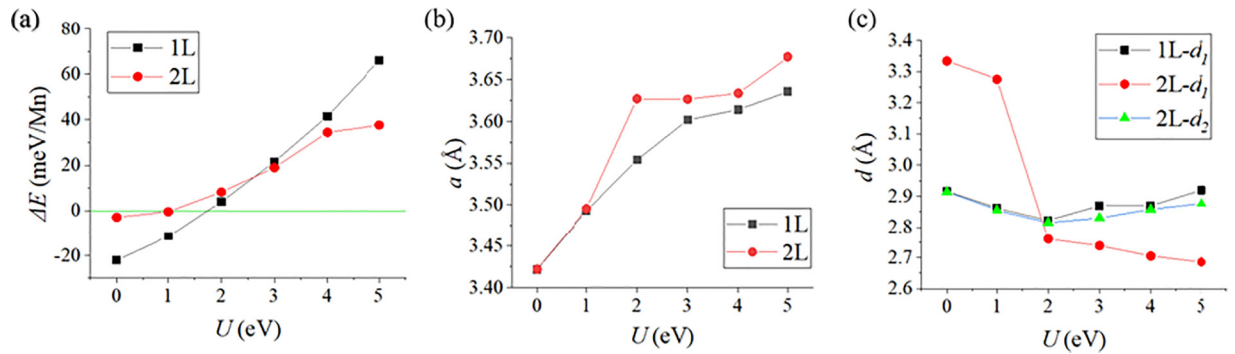 (a)
80
60
40
20
0
-20
ΔE (meV/Mn)
1L
2L
0 1 2 3 4 5
U (eV)
(b)
3.70
3.65
3.60
3.55
3.50
3.45
3.40
a (Å)
1L
2L
0 1 2 3 4 5
U (eV)
(c)
3.4
3.3
3.2
3.1
3.0
2.9
2.8
2.7
2.6
d (Å)
1L-d1
2L-d1
2L-d2
0 1 2 3 4 5
U (eV)